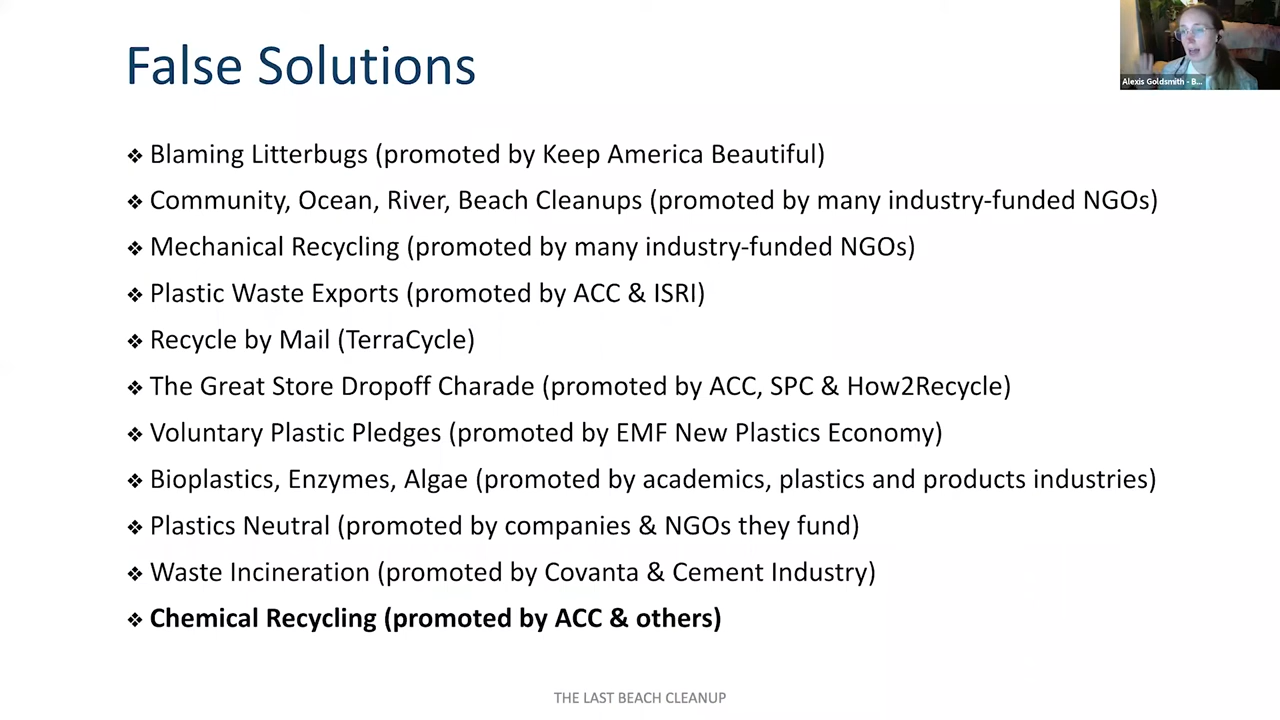 False Solutions
Alexis Goldsmith - B...
❖ Blaming Litterbugs (promoted by Keep America Beautiful)
❖ Community, Ocean, River, Beach Cleanups (promoted by many industry-funded NGOs)
❖ Mechanical Recycling (promoted by many industry-funded NGOs)
❖ Plastic Waste Exports (promoted by ACC & ISRI)
❖ Recycle by Mail (TerraCycle)
❖ The Great Store Dropoff Charade (promoted by ACC, SPC & How2Recycle)
❖ Voluntary Plastic Pledges (promoted by EMF New Plastics Economy)
❖ Bioplastics, Enzymes, Algae (promoted by academics, plastics and products industries)
❖ Plastics Neutral (promoted by companies & NGOs they fund)
❖ Waste Incineration (promoted by Covanta & Cement Industry)
❖ Chemical Recycling (promoted by ACC & others)
THE LAST BEACH CLEANUP